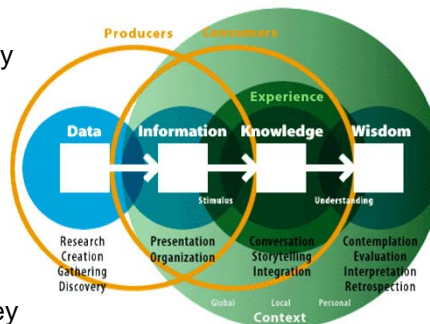 Producers Consumers
y
Experience
Data Information Knowledge Wisdom
Stimulus Understanding
Research
Creation
Gathering
Discovery
Presentation
Organization
Conversation
Storytelling
Integration
Contemplation
Evaluation
Interpretation
Retrospection
Global Local Personal
Context
ey